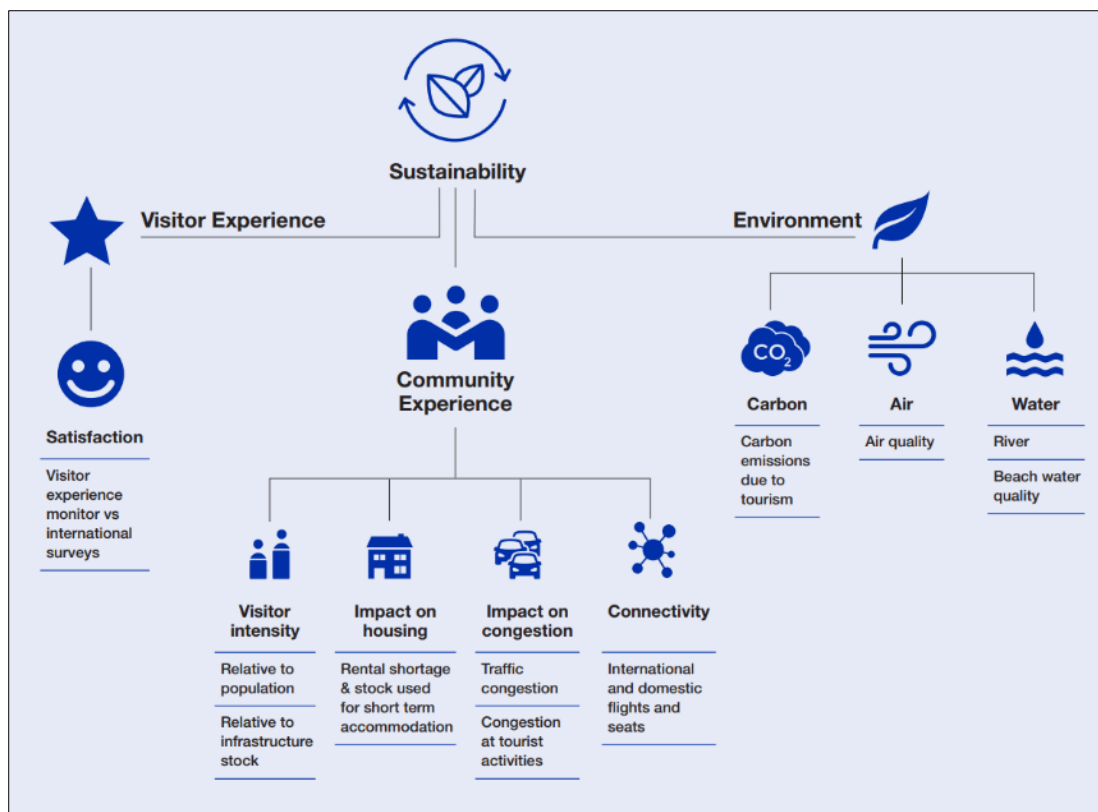 Sustainability
Visitor Experience
Environment
Community
Experience
Satisfaction
Visitor
experience
monitor vs
international
surveys
CO2
Carbon
Carbon
emissions
due to
tourism
Air
Air quality
Water
River
Beach water
quality
Visitor
intensity
Relative to
population
Relative to
infrastructure
stock
Impact on
housing
Rental shortage
& stock used
for short term
accommodation
Impact on
congestion
Traffic
congestion
Congestion
at tourist
activities
Connectivity
International
and domestic
flights and
seats